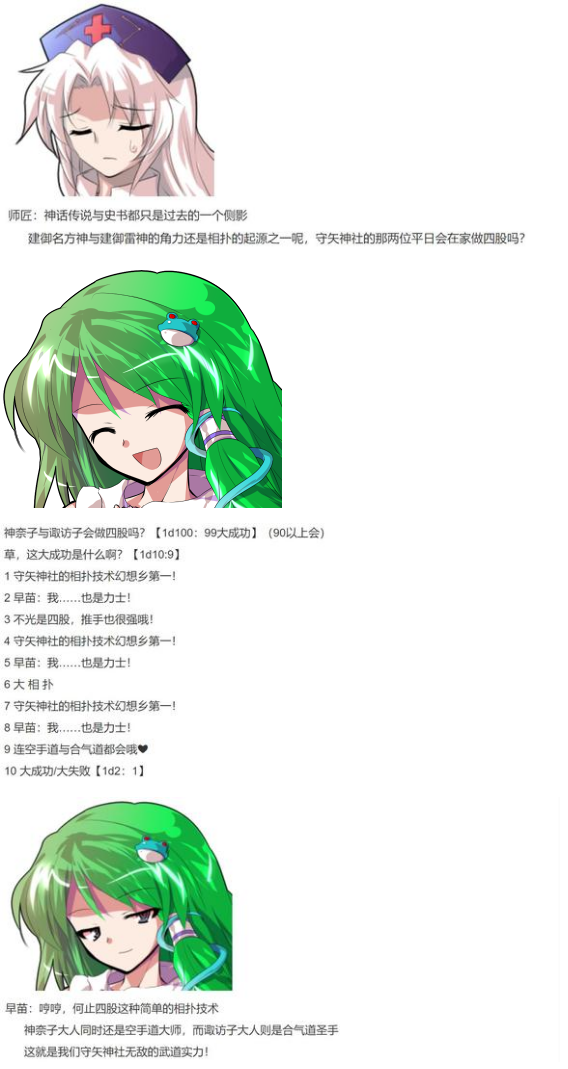 师匠：神话传说与史书都只是过去的一个侧影
建御名方神与建御雷神的角力还是相扑的起源之一呢，守矢神社的那两位平日会在家做四股吗？
神奈子与诹访子会做四股吗？【1d100：99大成功】（90以上会）
草，这大成功是什么啊？【1d10:9】
1 守矢神社的相扑技术幻想乡第一！
2 早苗：我……也是力士！
3 不光是四股，推手也很强哦！
4 守矢神社的相扑技术幻想乡第一！
5 早苗：我……也是力士！
6 大 相 扑
7 守矢神社的相扑技术幻想乡第一！
8 早苗：我……也是力士！
9 连空手道与合气道都会哦♥
10 大成功/大失败【1d2：1】
早苗：哼哼，何止四股这种简单的相扑技术
神奈子大人同时还是空手道大师，而诹访子大人则是合气道圣手
这就是我们守矢神社无敌的武道实力！